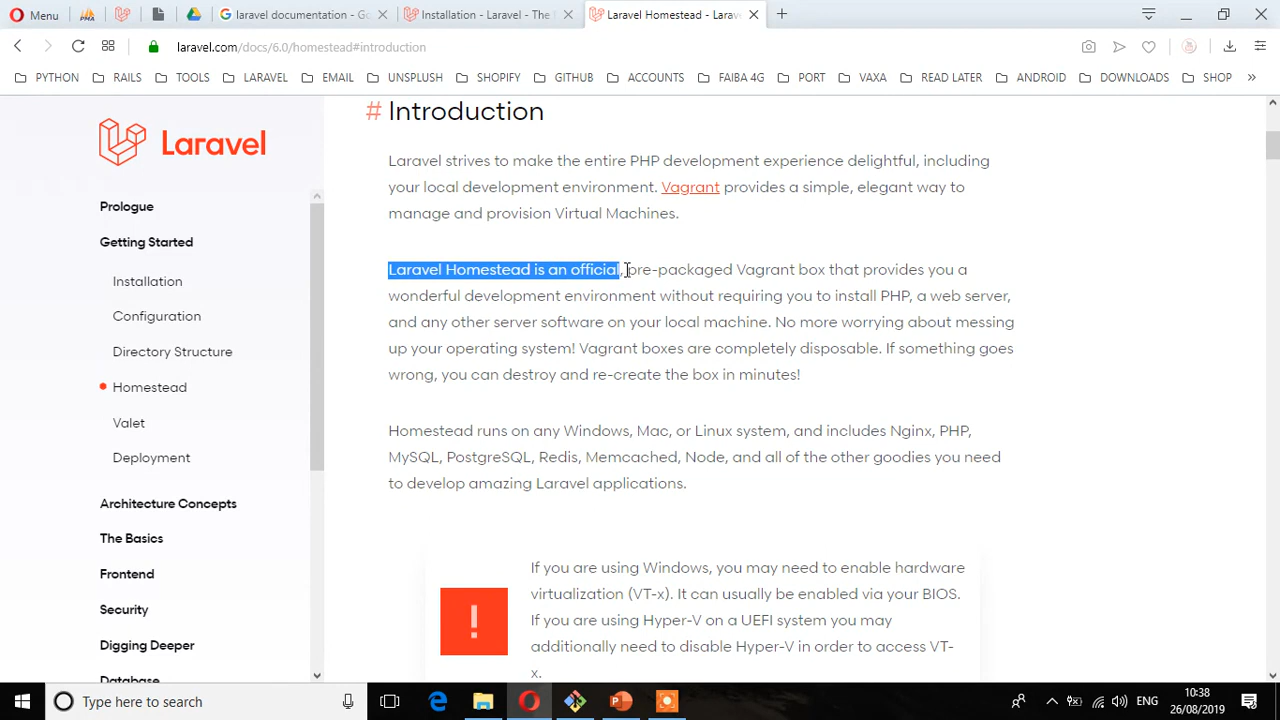 Menu
PMA
laravel documentation - Go
Installation - Laravel - The
Laravel Homestead - Larave
laravel.com/docs/6.0/homestead#introduction
PYTHON RAILS TOOLS LARAVEL EMAIL UNSPLUSH SHOPIFY GITHUB ACCOUNTS FAIBA 4G PORT VAXA READ LATER ANDROID DOWNLOADS SHOP »
Laravel
Prologue
Getting Started
Installation
Configuration
Directory Structure
Homestead
Valet
Deployment
Architecture Concepts
The Basics
Frontend
Security
Digging Deeper
Database
# Introduction
Laravel strives to make the entire PHP development experience delightful, including
your local development environment. Vagrant provides a simple, elegant way to
manage and provision Virtual Machines.
Laravel Homestead is an official, pre-packaged Vagrant box that provides you a
wonderful development environment without requiring you to install PHP, a web server,
and any other server software on your local machine. No more worrying about messing
up your operating system! Vagrant boxes are completely disposable. If something goes
wrong, you can destroy and re-create the box in minutes!
Homestead runs on any Windows, Mac, or Linux system, and includes Nginx, PHP,
MySQL, PostgreSQL, Redis, Memcached, Node, and all of the other goodies you need
to develop amazing Laravel applications.
!
If you are using Windows, you may need to enable hardware
virtualization (VT-x). It can usually be enabled via your BIOS.
If you are using Hyper-V on a UEFI system you may
additionally need to disable Hyper-V in order to access VT-
x.
Type here to search
ENG
10:38
26/08/2019